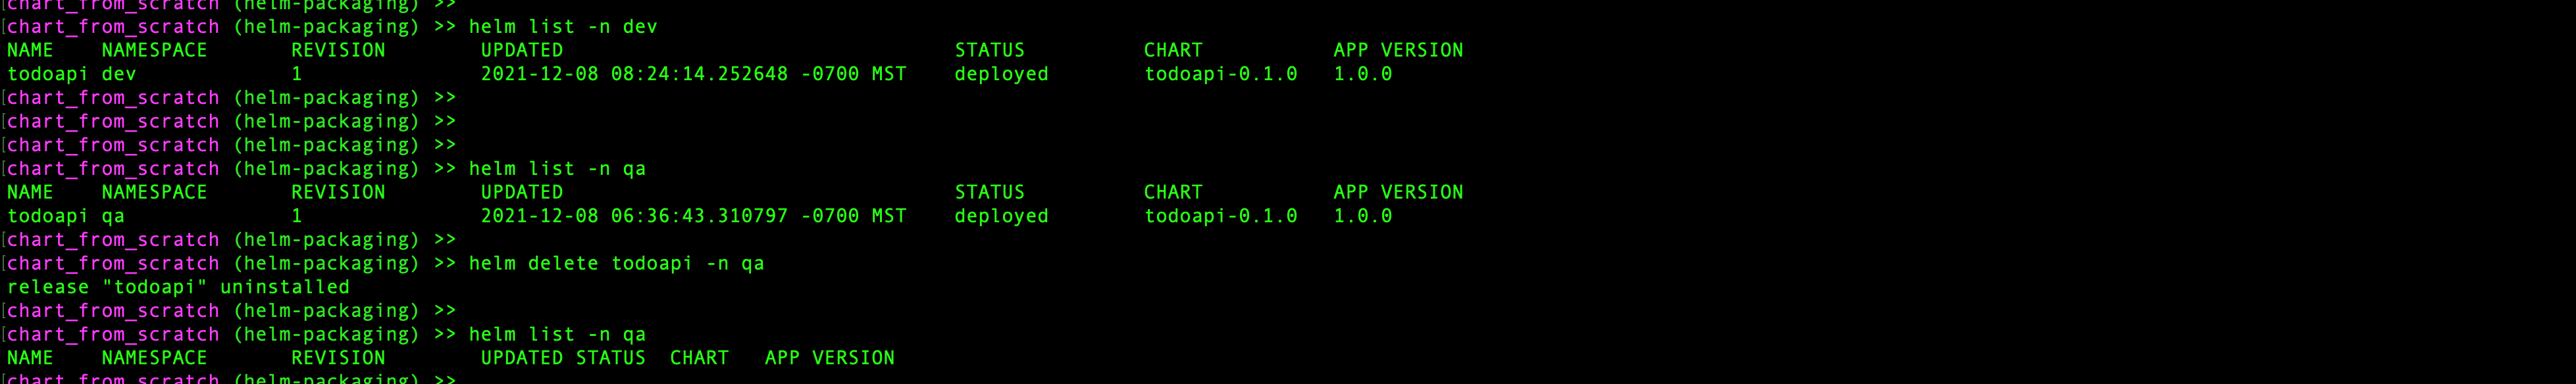 [chart_from_scratch (helm-packaging) >>
[chart_from_scratch (helm-packaging) >> helm list -n dev
NAME NAMESPACE REVISION UPDATED STATUS CHART APP VERSION
todoapi dev 1 2021-12-08 08:24:14.252648 -0700 MST deployed todoapi-0.1.0 1.0.0
[chart_from_scratch (helm-packaging) >>
[chart_from_scratch (helm-packaging) >>
[chart_from_scratch (helm-packaging) >>
[chart_from_scratch (helm-packaging) >> helm list -n qa
NAME NAMESPACE REVISION UPDATED STATUS CHART APP VERSION
todoapi qa 1 2021-12-08 06:36:43.310797 -0700 MST deployed todoapi-0.1.0 1.0.0
[chart_from_scratch (helm-packaging) >>
[chart_from_scratch (helm-packaging) >> helm delete todoapi -n qa
release "todoapi" uninstalled
[chart_from_scratch (helm-packaging) >>
[chart_from_scratch (helm-packaging) >> helm list -n qa
NAME NAMESPACE REVISION UPDATED STATUS CHART APP VERSION
[chart_from_scratch (helm-packaging) >>